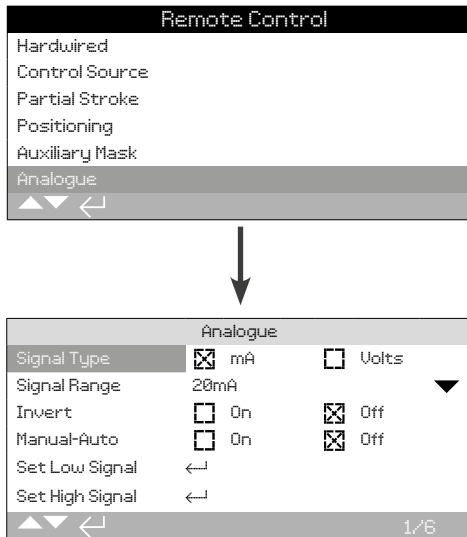 Remote Control
Hardwired
Control Source
Partial Stroke
Positioning
Auxiliary Mask
Analogue
Analogue
Signal Type mA Volts
Signal Range 20mA
Invert On Off
Manual-Auto On Off
Set Low Signal
Set High Signal
1/6